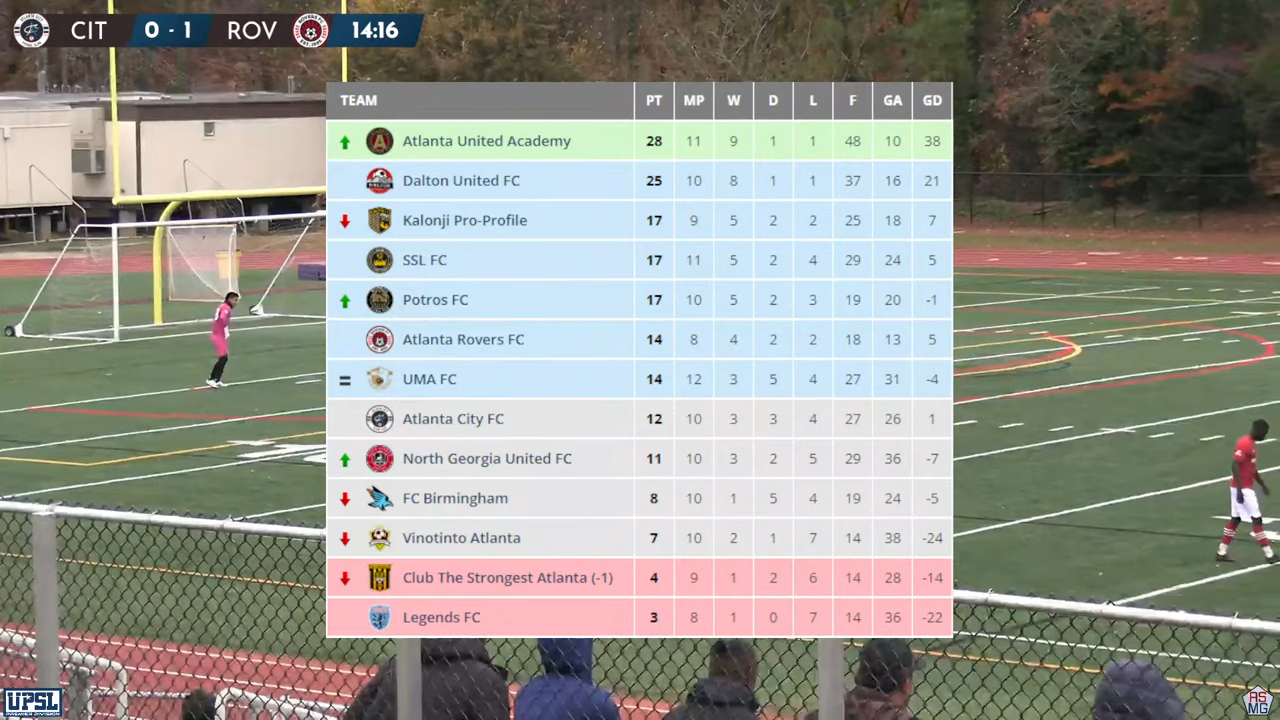 CIT 0 - 1 ROV 14:16
TEAM PT MP W D L F GA GD
Atlanta United Academy 28 11 9 1 1 48 10 38
Dalton United FC 25 10 8 1 1 37 16 21
Kalonji Pro-Profile 17 9 5 2 2 25 18 7
SSL FC 17 11 5 2 4 29 24 5
Potros FC 17 10 5 2 3 19 20 -1
Atlanta Rovers FC 14 8 4 2 2 18 13 5
UMA FC 14 12 3 5 4 27 31 -4
Atlanta City FC 12 10 3 3 4 27 26 1
North Georgia United FC 11 10 3 2 5 29 36 -7
FC Birmingham 8 10 1 5 4 19 24 -5
Vinotinto Atlanta 7 10 2 1 7 14 38 -24
Club The Strongest Atlanta (-1) 4 9 1 2 6 14 28 -14
Legends FC 3 8 1 0 7 14 36 -22
UPSL
PREMIER DIVISION
AS
MG